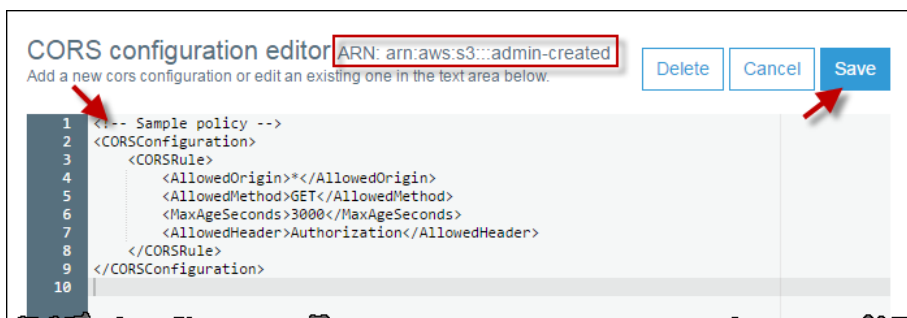 CORS configuration editor ARN: arn:aws:s3:::admin-created
Add a new cors configuration or edit an existing one in the text area below.
Delete Cancel Save
1 <!-- Sample policy -->
2 <CORSConfiguration>
3 <CORSRule>
4 <AllowedOrigin>*</AllowedOrigin>
5 <AllowedMethod>GET</AllowedMethod>
6 <MaxAgeSeconds>3000</MaxAgeSeconds>
7 <AllowedHeader>Authorization</AllowedHeader>
8 </CORSRule>
9 </CORSConfiguration>
10